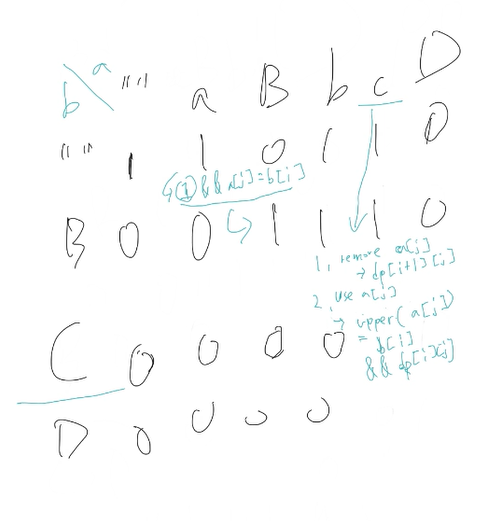 b a "" a B b c D
"" 1 1 0 1 1 0
↳ ① && a[j]=b[i]
B 0 0 1 1 1 0
1, remove a[j]
→ dp[i+1][j]
2, use a[j]
→ upper(a[j])
= b[i]
&& dp[i][j]
C 0 0 0 0
D 0 0 0 0